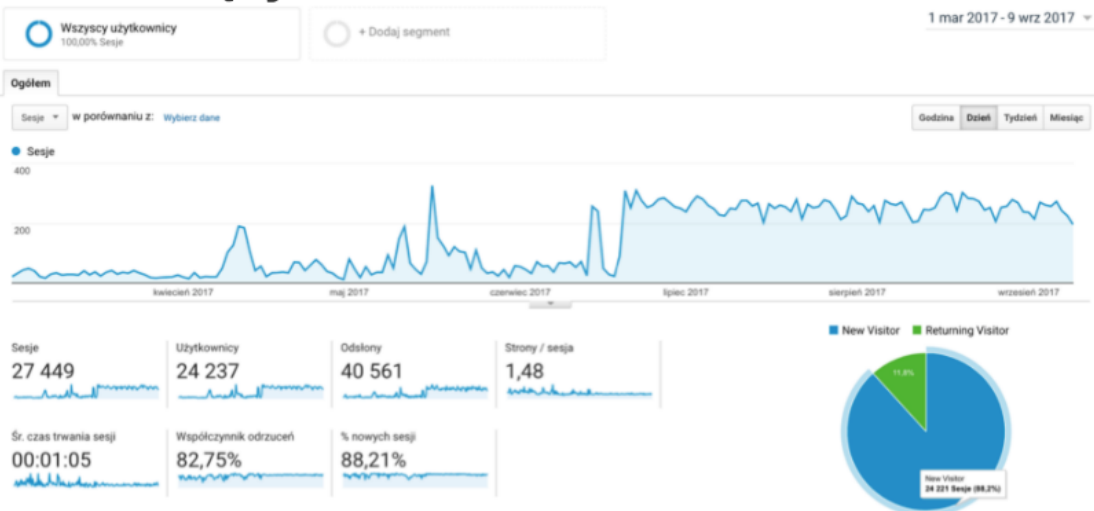 Wszyscy użytkownicy
100,00% Sesje
+ Dodaj segment
1 mar 2017 - 9 wrz 2017
Ogółem
Sesje w porównaniu z: Wybierz dane
Godzina Dzień Tydzień Miesiąc
Sesje
400
200
kwiecień 2017 maj 2017 czerwiec 2017 lipiec 2017 sierpień 2017 wrzesień 2017
New Visitor Returning Visitor
Sesje Użytkownicy Odsłony Strony / sesja
27 449 24 237 40 561 1,48
11,8%
Śr. czas trwania sesji Współczynnik odrzuceń % nowych sesji
00:01:05 82,75% 88,21%
New Visitor
24 221 Sesje (88,2%)